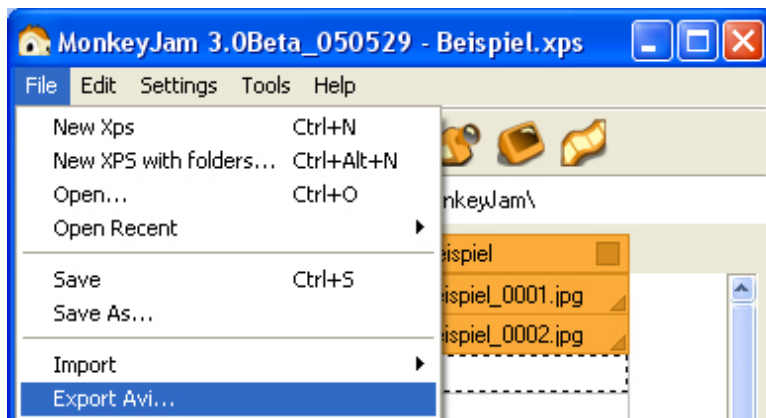 MonkeyJam 3.0Beta_050529 - Beispiel.xps
File Edit Settings Tools Help
New Xps Ctrl+N
New XPS with folders... Ctrl+Alt+N
Open... Ctrl+O
nkeyJam\
Open Recent
eispiel
Save Ctrl+S
eispiel_0001.jpg
Save As...
eispiel_0002.jpg
Import
Export Avi...